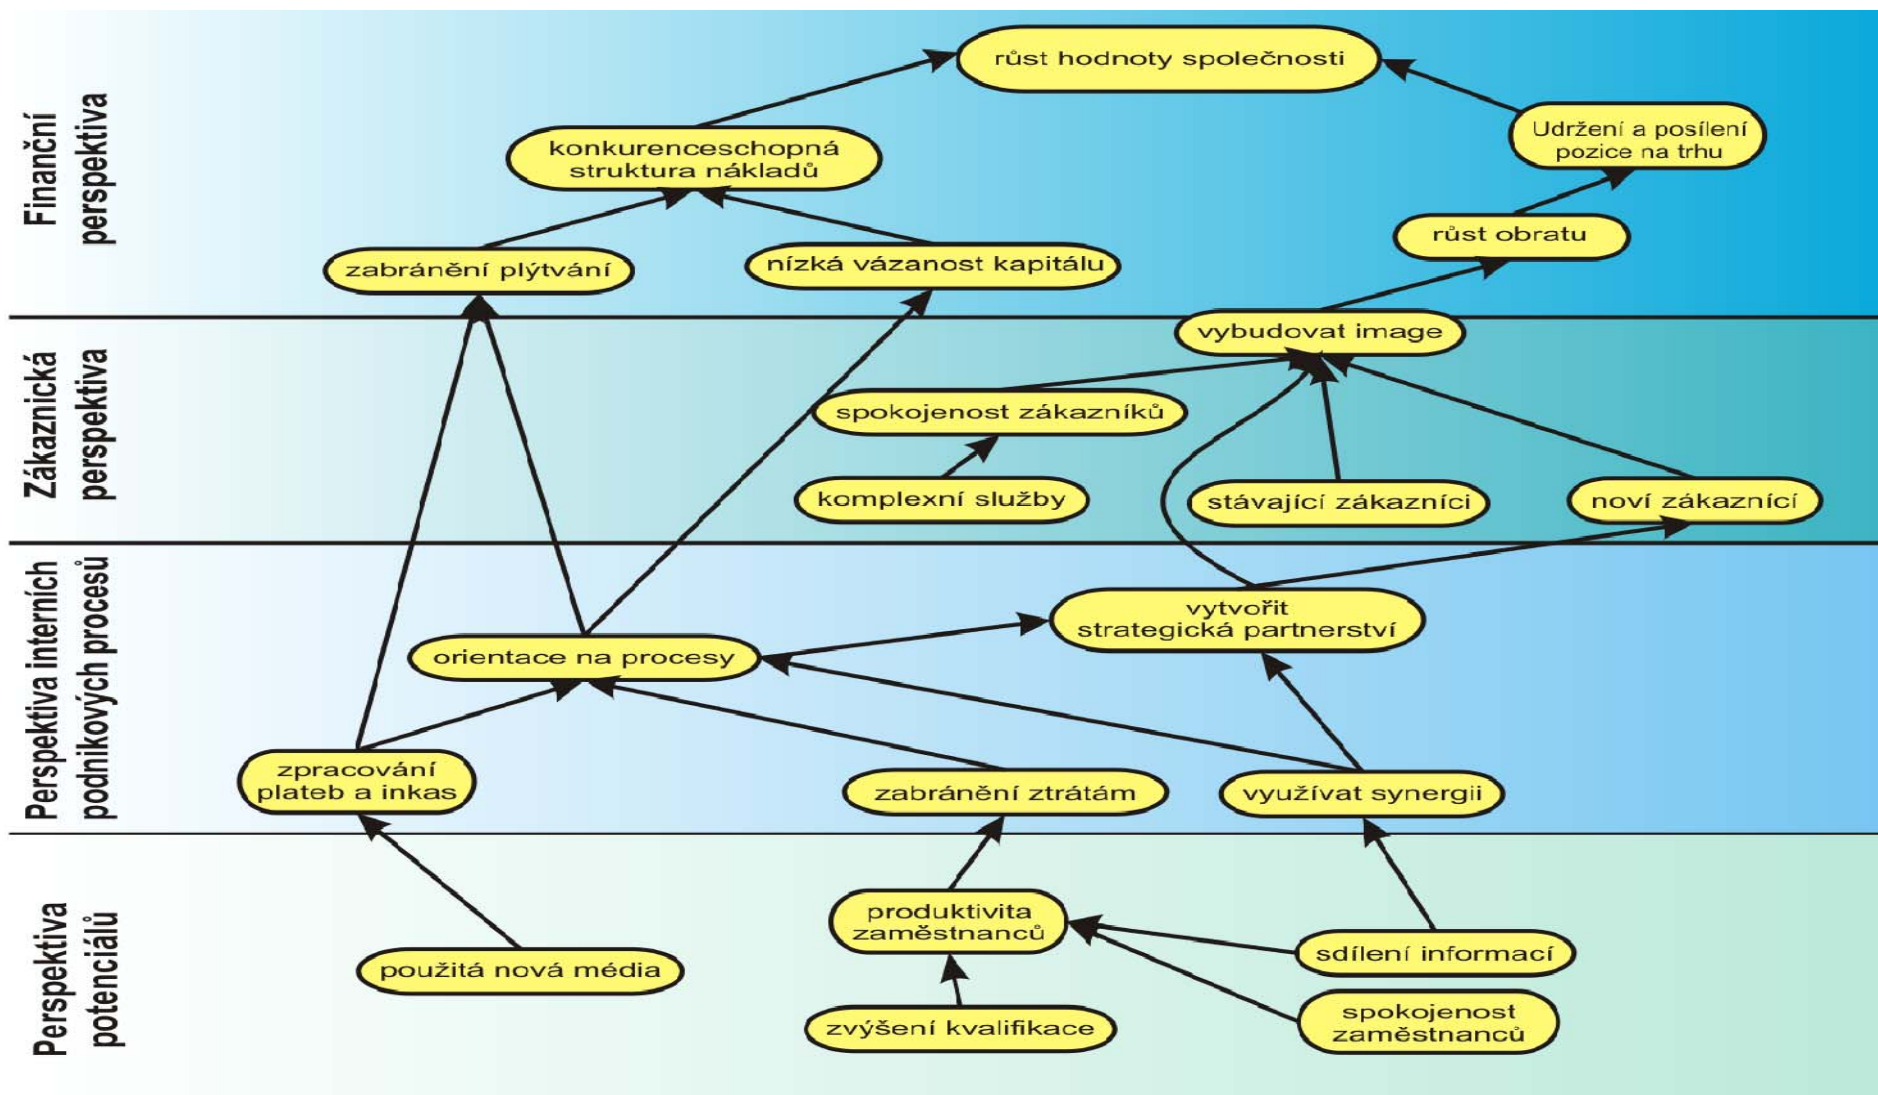 Finanční
perspektiva
růst hodnoty společnosti
konkurenceschopná
struktura nákladů
Udržení a posílení
pozice na trhu
růst obratu
zabránění plýtvání
nízká vázanost kapitálu
Zákaznická
perspektiva
vybudovat image
spokojenost zákazníků
komplexní služby
stávající zákazníci
noví zákaznící
Perspektiva interních
podnikových procesů
vytvořit
strategická partnerství
orientace na procesy
zpracování
plateb a inkas
zabránění ztrátám
využívat synergii
Perspektiva
potenciálů
produktivita
zaměstnanců
použitá nová média
sdílení informací
zvýšení kvalifikace
spokojenost
zaměstnanců